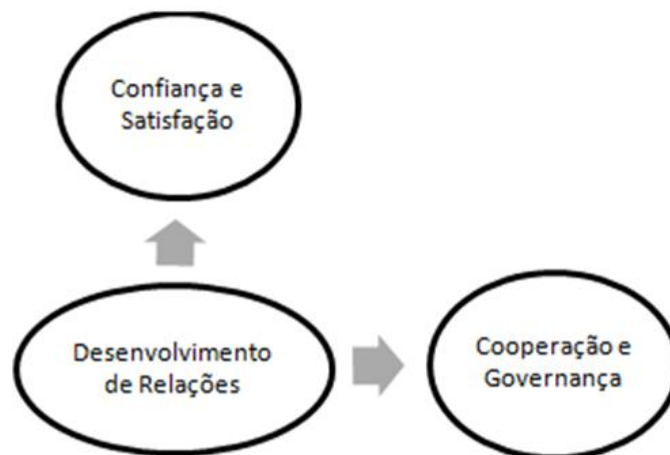 Confiança e
Satisfação
Desenvolvimento
de Relações
Cooperação e
Governança